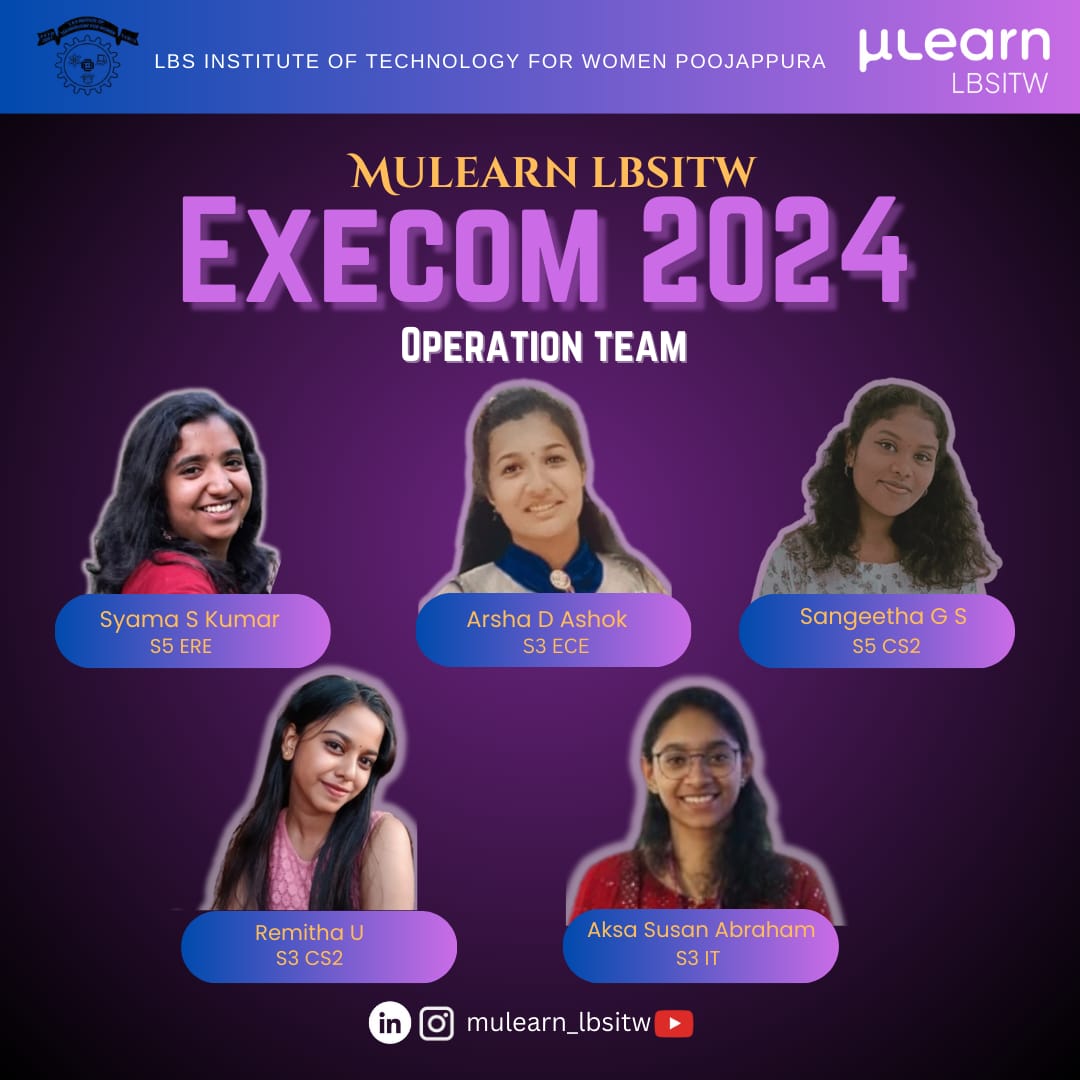 LBS INSTITUTE OF TECHNOLOGY FOR WOMEN POOJAPPURA
µLearn
LBSITW
MULEARN LBSITW
EXECOM 2024
OPERATION TEAM
Syama S Kumar
S5 ERE
Arsha D Ashok
S3 ECE
Sangeetha G S
S5 CS2
Remitha U
S3 CS2
Aksa Susan Abraham
S3 IT
in
mulearn_lbsitw